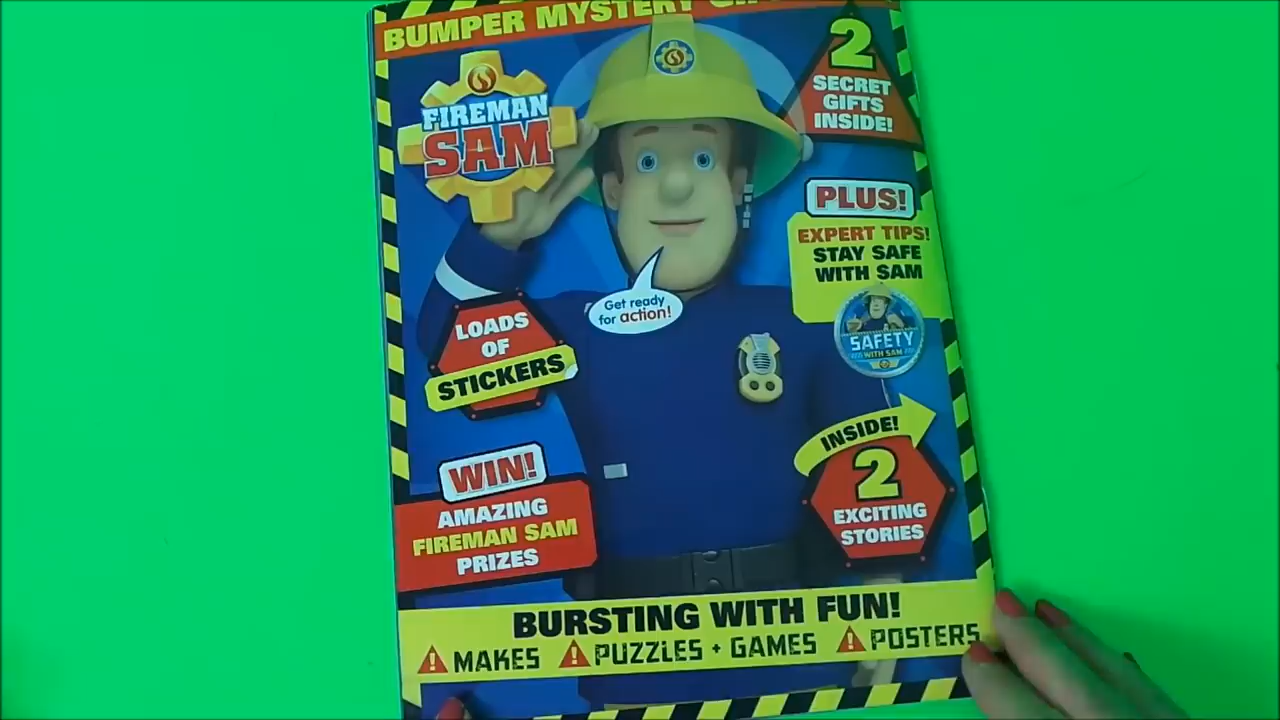 BUMPER MYSTERY
FIREMAN
SAM
2
SECRET
GIFTS
INSIDE!
PLUS!
EXPERT TIPS!
STAY SAFE
WITH SAM
SAFETY
WITH SAM
Get ready
for action!
LOADS
OF
STICKERS
INSIDE!
2
EXCITING
STORIES
WIN!
AMAZING
FIREMAN SAM
PRIZES
BURSTING WITH FUN!
MAKES PUZZLES + GAMES POSTERS